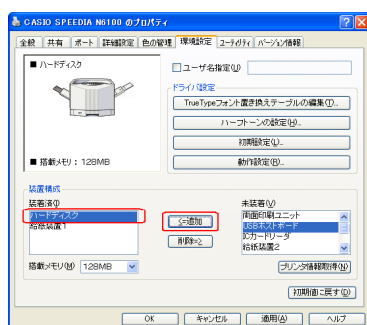 CASIO SPEEDIA N6100 のプロパティ
全般 共有 ポート 詳細設定 色の管理 環境設定 ユーティリティ バージョン情報
■ ハードディスク
ユーザ名指定(U)
ドライバ設定
TrueTypeフォント置き換えテーブルの編集(T)...
ハーフトーンの設定(H)...
初期設定(L)...
■ 搭載メモリ : 128MB
動作設定(R)...
装置構成
装着済(I)
未装着(V)
ハードディスク
給紙装置1
<=追加
削除=>
両面印刷ユニット
USBホストボード
ICカードリーダ
給紙装置2
搭載メモリ(M) 128MB
プリンタ情報取得(N)
初期値に戻す(D)
OK キャンセル 適用(A) ヘルプ